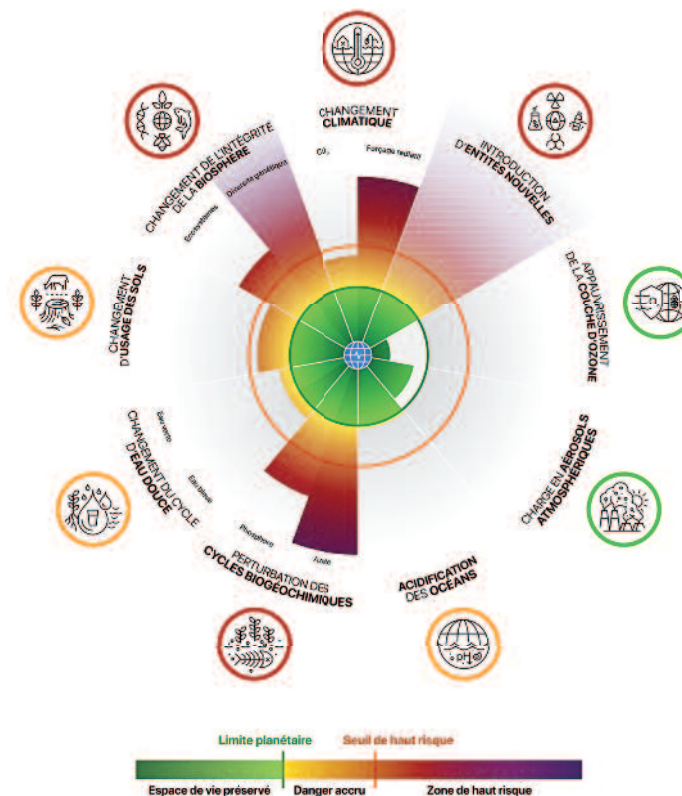 CHANGEMENT
CLIMATIQUE
CO₂
Forçage radiatif
INTRODUCTION
D'ENTITÉS NOUVELLES
APPAUVRISSEMENT
DE LA COUCHE D'OZONE
CHARGE EN AÉROSOLS
ATMOSPHÉRIQUES
ACIDIFICATION
DES OCÉANS
pH
PERTURBATION DES
CYCLES BIOGÉOCHIMIQUES
Azote
Phosphore
CHANGEMENT DU CYCLE
D'EAU DOUCE
Eau bleue
Eau verte
CHANGEMENT
D'USAGE DES SOLS
CHANGEMENT DE L'INTÉGRITÉ
DE LA BIOSPHÈRE
Ecosystèmes
Diversité génétique
Limite planétaire
Seuil de haut risque
Espace de vie préservé
Danger accru
Zone de haut risque